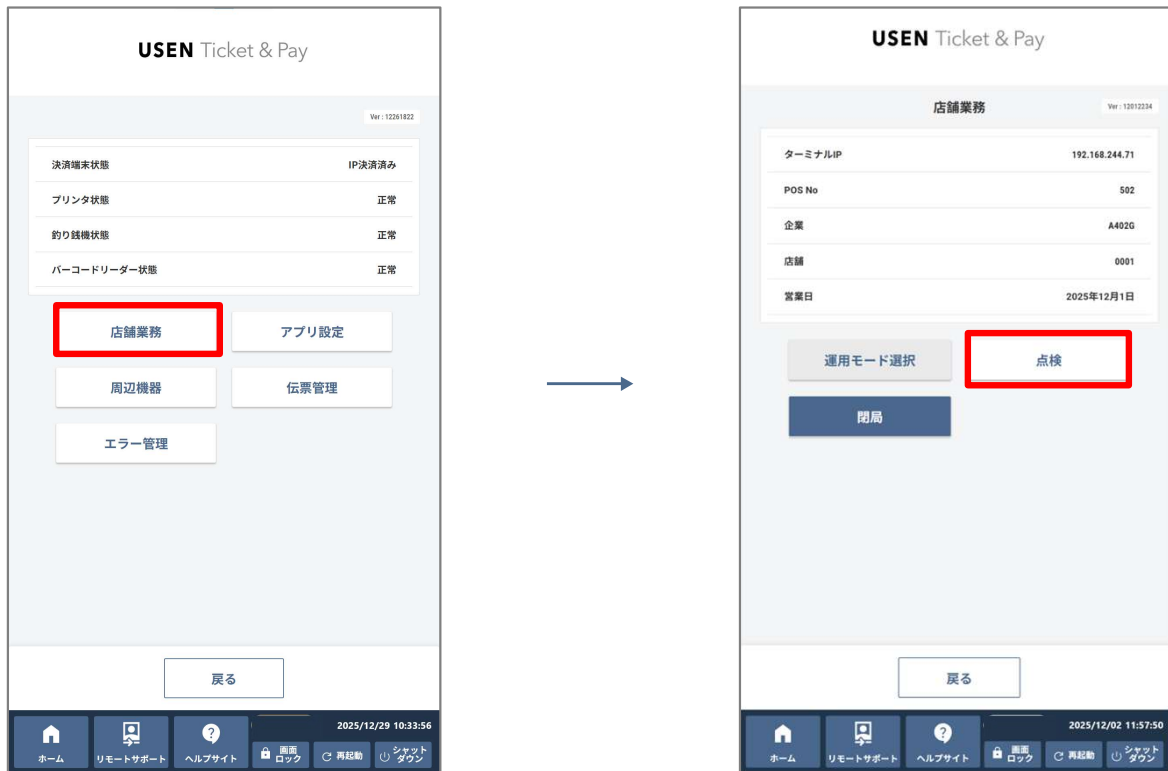 USEN Ticket & Pay
Ver : 12261822
決済端末状態 IP決済済み
プリンタ状態 正常
釣り銭機状態 正常
バーコードリーダー状態 正常
店舗業務 アプリ設定
周辺機器 伝票管理
エラー管理
戻る
2025/12/29 10:33:56
ホーム リモートサポート ヘルプサイト 画面ロック 再起動 シャットダウン
USEN Ticket & Pay
店舗業務 Ver : 12012234
ターミナルIP 192.168.244.71
POS No 502
企業 A402G
店舗 0001
営業日 2025年12月1日
運用モード選択 点検
閉局
戻る
2025/12/02 11:57:50
ホーム リモートサポート ヘルプサイト 画面ロック 再起動 シャットダウン